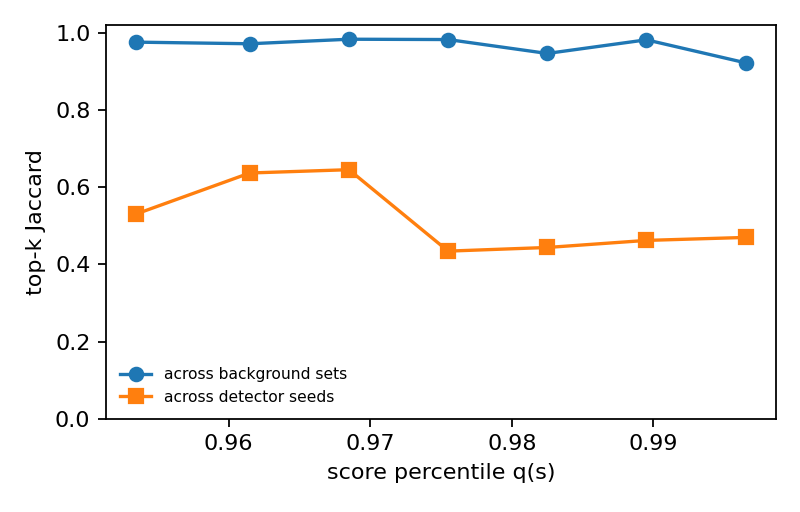 1.0
0.8
0.6
0.4
0.2
0.0
top-k Jaccard
across background sets
across detector seeds
0.96 0.97 0.98 0.99
score percentile q(s)